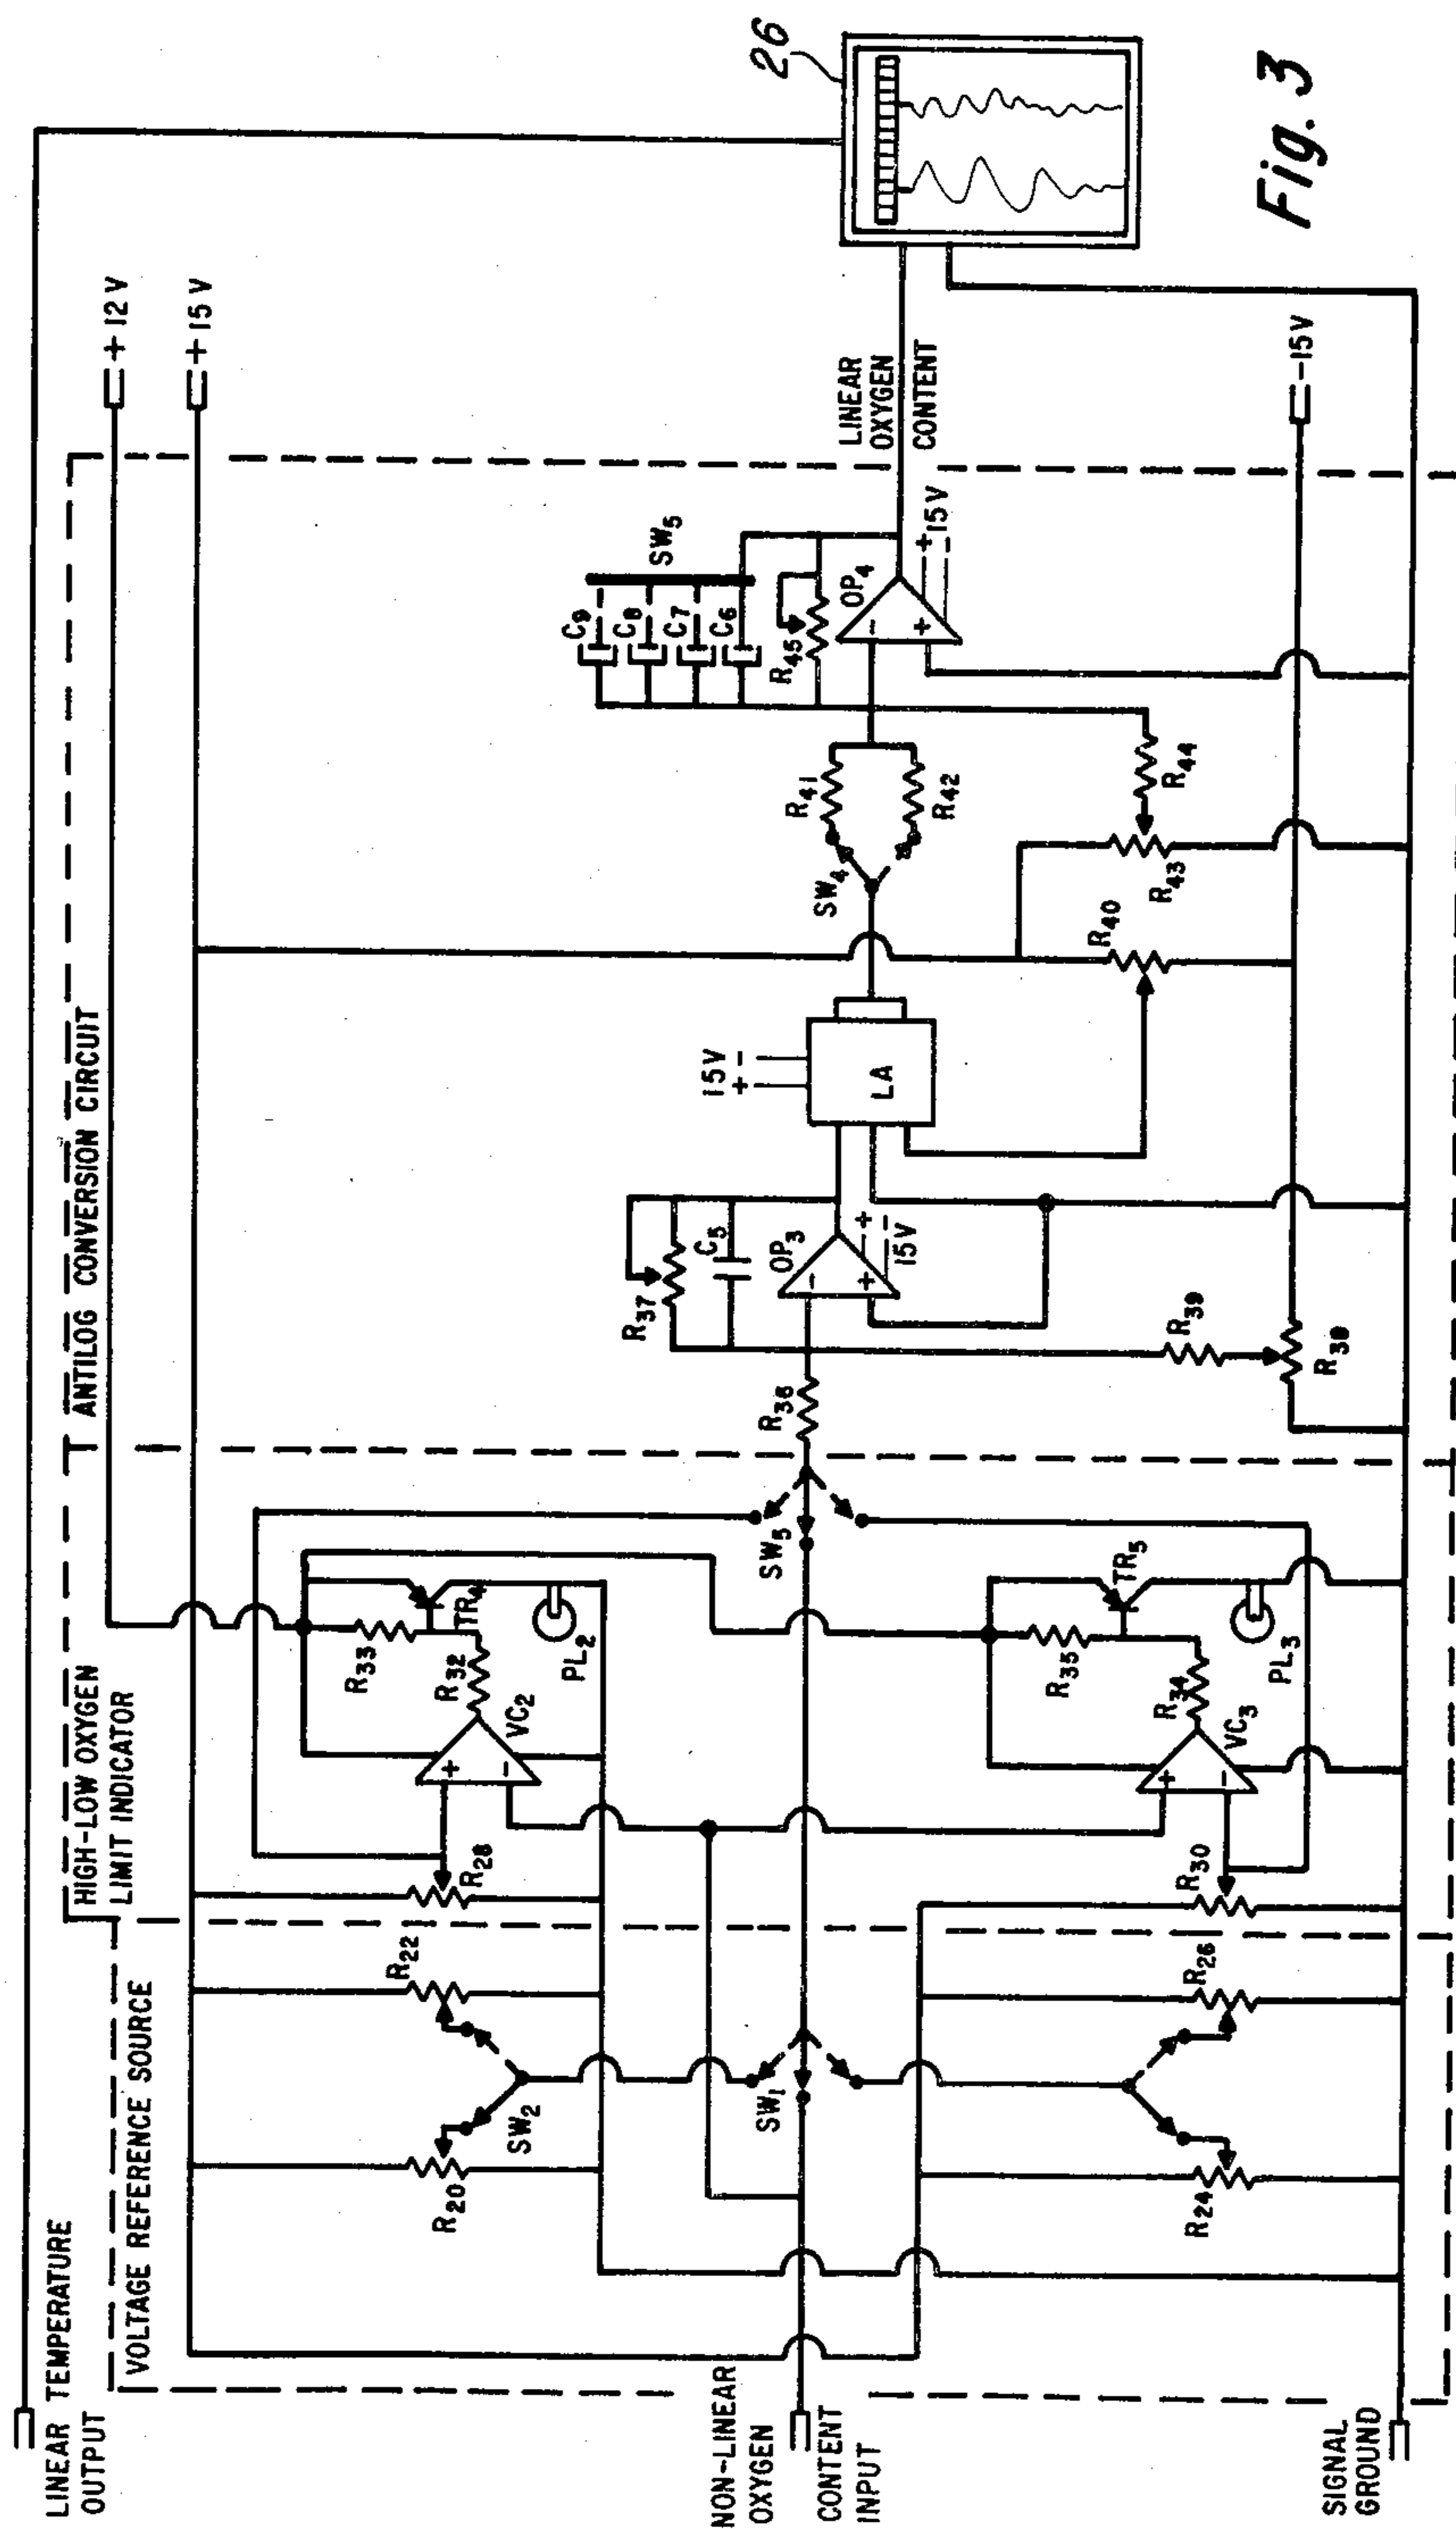 LINEAR TEMPERATURE
OUTPUT
VOLTAGE REFERENCE SOURCE
HIGH-LOW OXYGEN
LIMIT INDICATOR
ANTILOG CONVERSION CIRCUIT
+12V
+15V
26
R20
R22
SW2
R28
VC2
+
-
R32
R33
TR4
PL2
NON-LINEAR
OXYGEN
CONTENT
INPUT
SW1
SW5
R36
R37
C5
OP3
-
+
+
-
15V
15V
+ -
LA
SW4
R41
R42
C9
C8
C7
C6
SW5
R45
OP4
-
+
+
-
15V
LINEAR
OXYGEN
CONTENT
R24
R26
R30
VC3
+
-
R34
R35
TR5
PL3
R39
R38
R40
R43
R44
-15V
SIGNAL
GROUND
Fig. 3